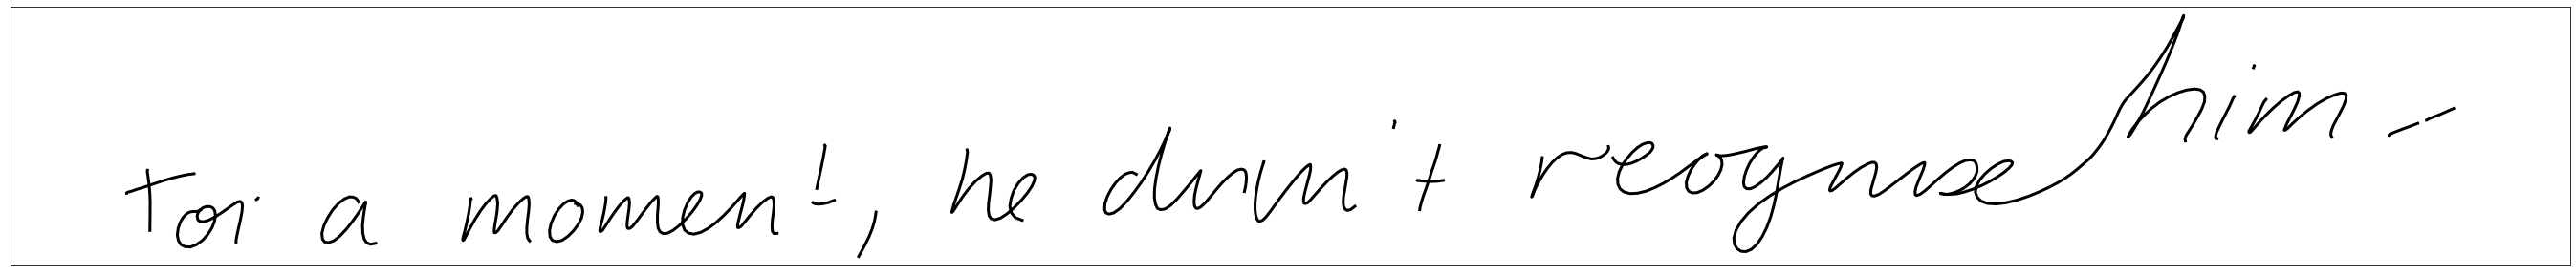 For a moment, he didn't recognise him -